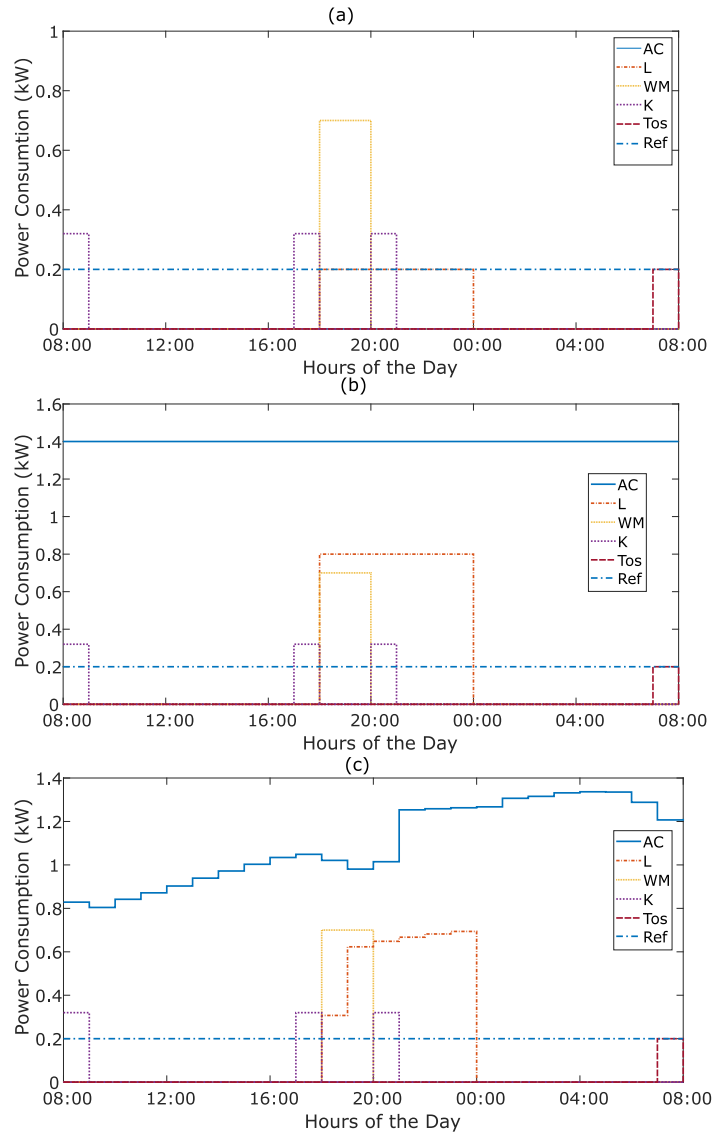 (a)
1
0.8
0.6
0.4
0.2
0
Power Consumtion (kW)
AC
L
WM
K
Tos
Ref
08:00 12:00 16:00 20:00 00:00 04:00 08:00
Hours of the Day
(b)
1.6
1.4
1.2
1
0.8
0.6
0.4
0.2
0
Power Consumption (kW)
AC
L
WM
K
Tos
Ref
08:00 12:00 16:00 20:00 00:00 04:00 08:00
Hours of the Day
(c)
1.4
1.2
1
0.8
0.6
0.4
0.2
0
Power Consumption (kW)
AC
L
WM
K
Tos
Ref
08:00 12:00 16:00 20:00 00:00 04:00 08:00
Hours of the Day